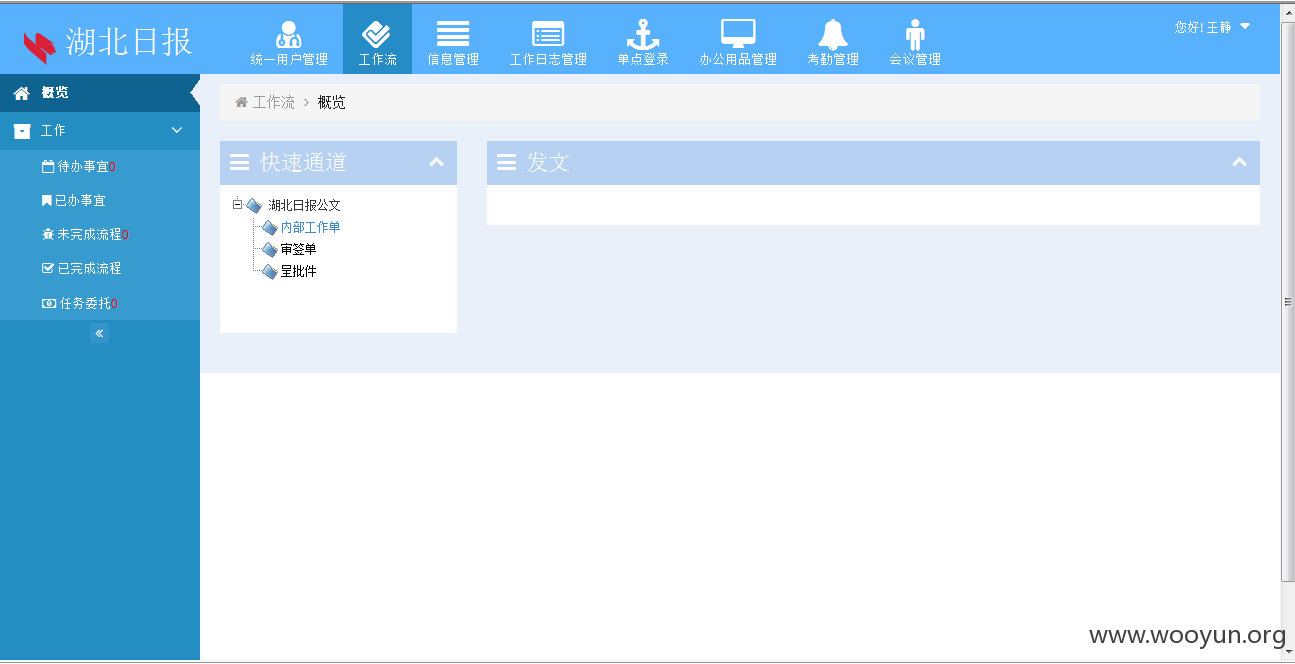 湖北日报
统一用户管理
工作流
信息管理
工作日志管理
单点登录
办公用品管理
考勤管理
会议管理
您好! 王静
概览
工作
待办事宜0
已办事宜
未完成流程0
已完成流程
任务委托0
工作流 > 概览
快速通道
湖北日报公文
内部工作单
审签单
呈批件
发文
www.wooyun.org